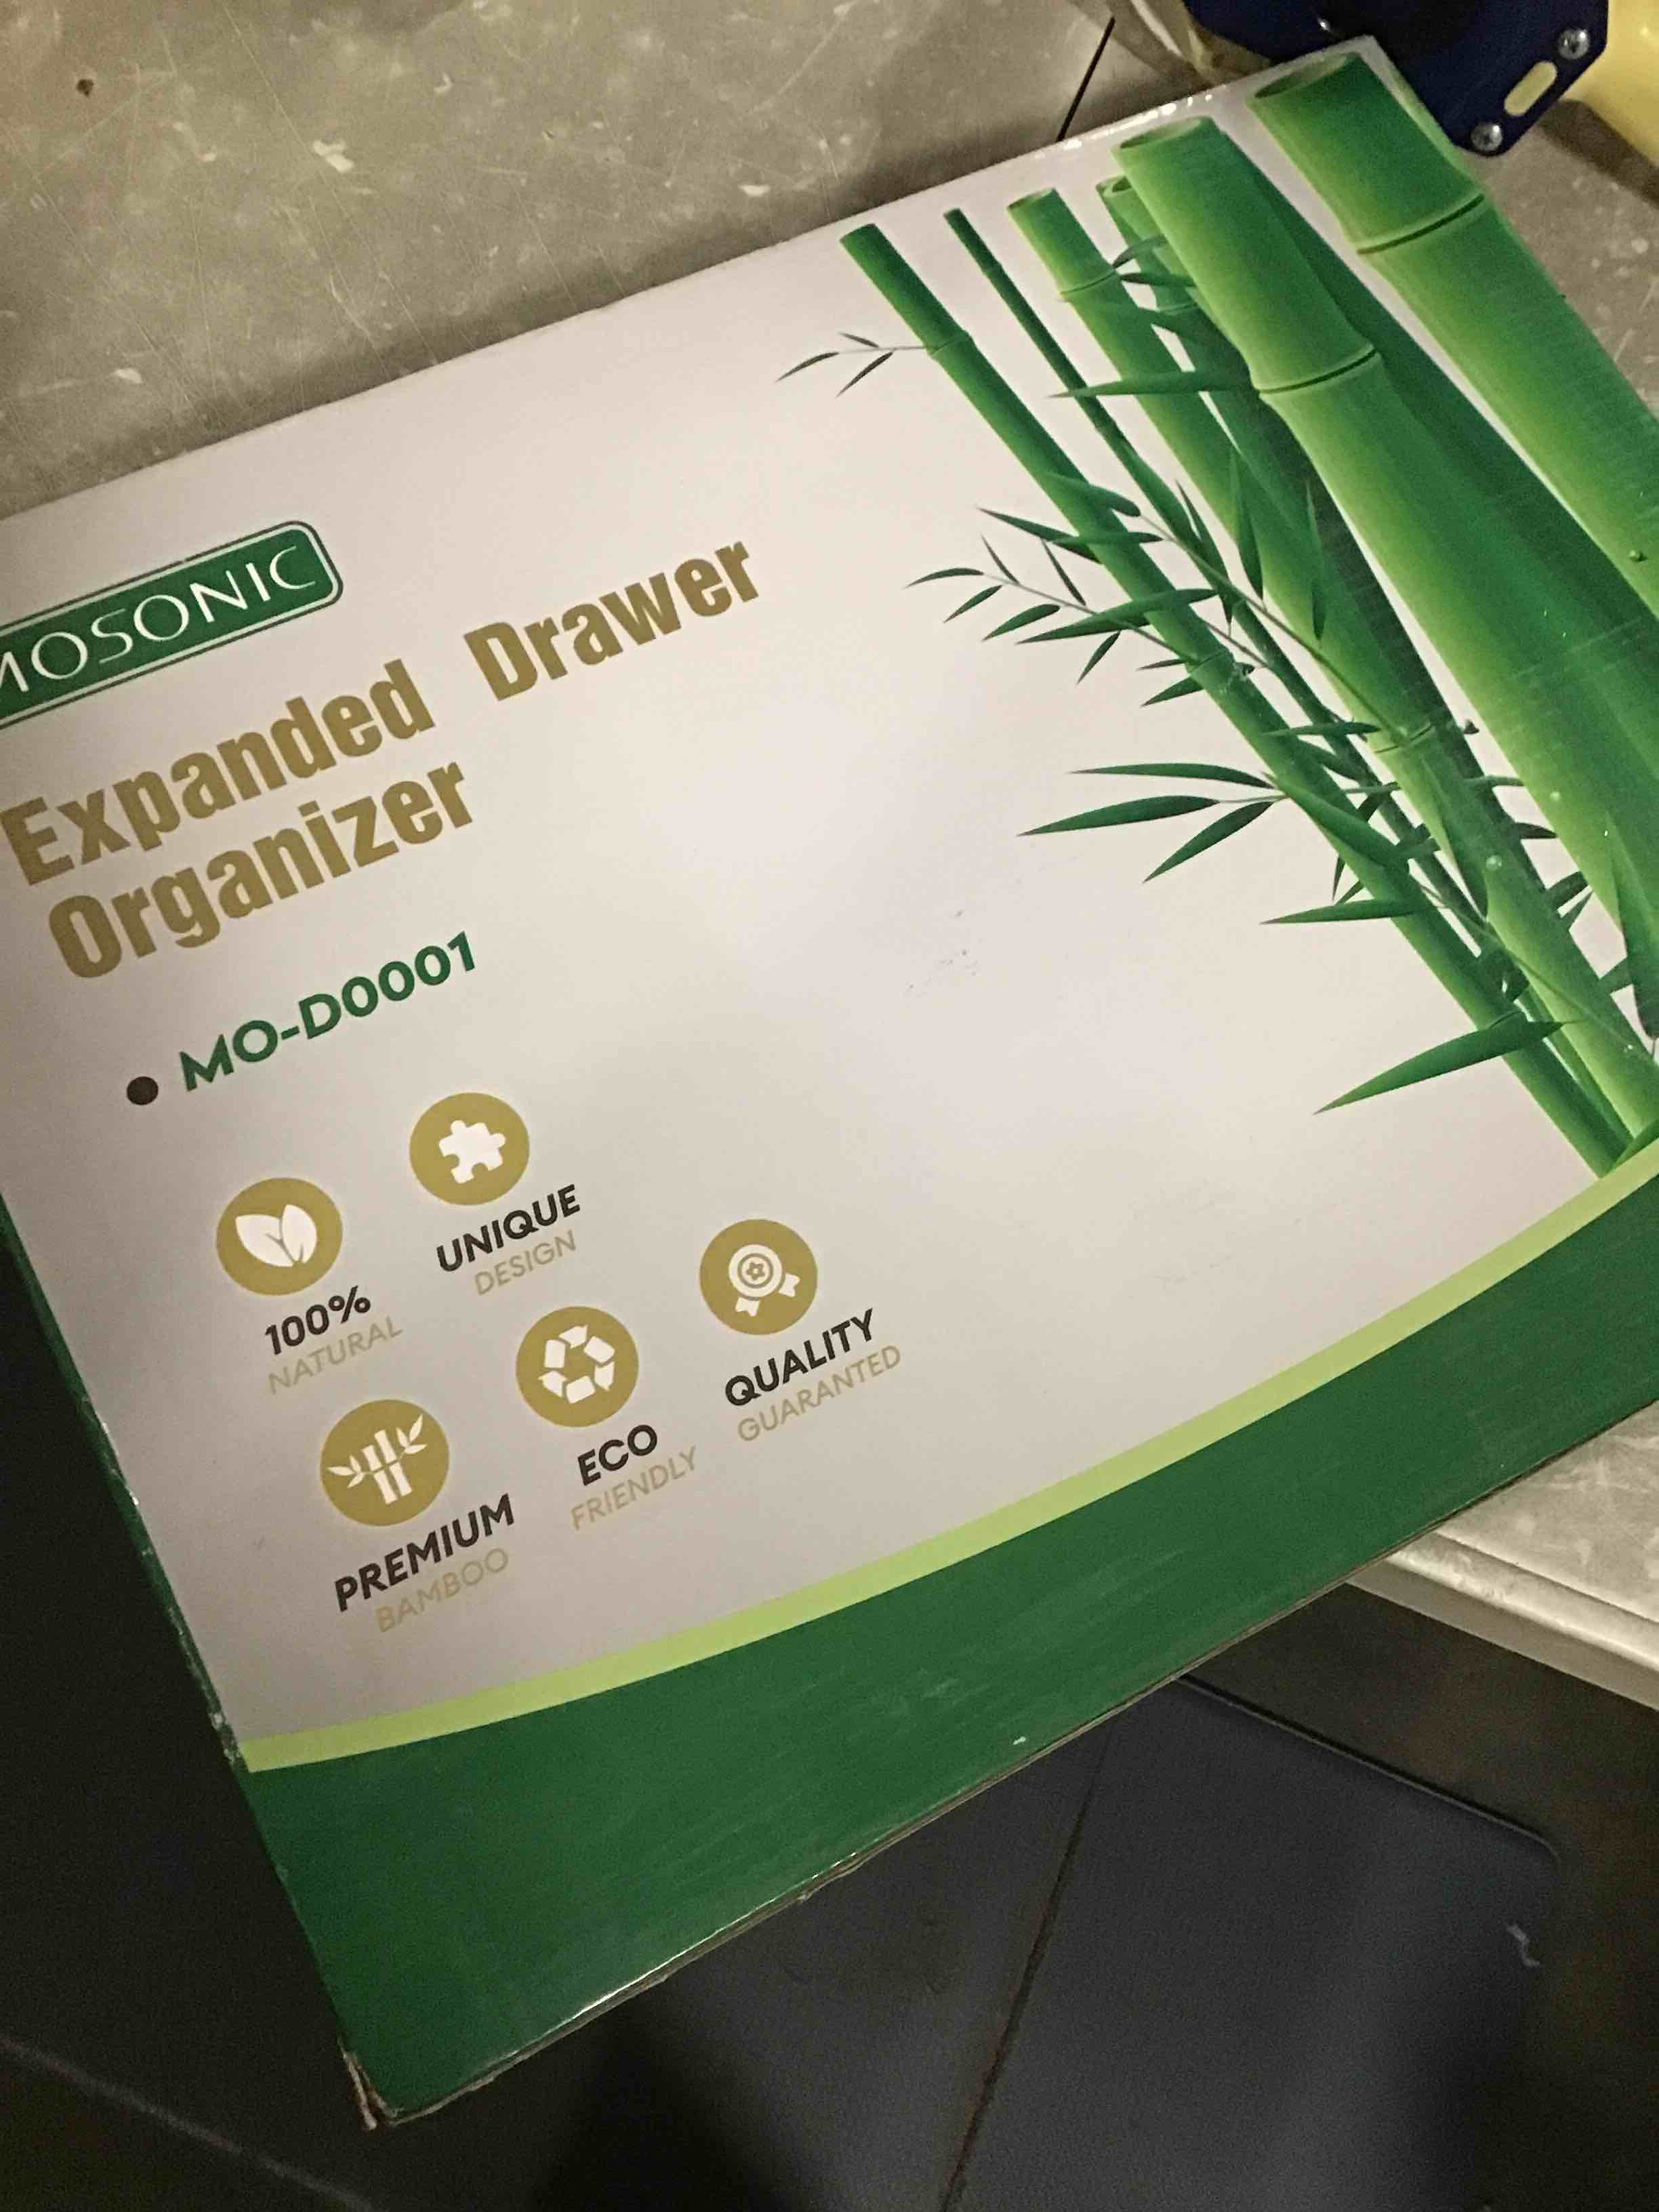 MOSONIC
Expanded Drawer
Organizer
MO-D0001
100%
NATURAL
UNIQUE
DESIGN
PREMIUM
BAMBOO
ECO
FRIENDLY
QUALITY
GUARANTED